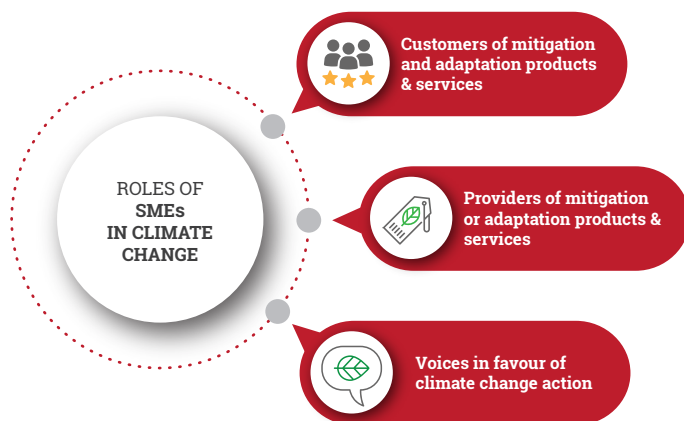 Customers of mitigation
and adaptation products
& services
ROLES OF
SMEs
IN CLIMATE
CHANGE
Providers of mitigation
or adaptation products &
services
Voices in favour of
climate change action